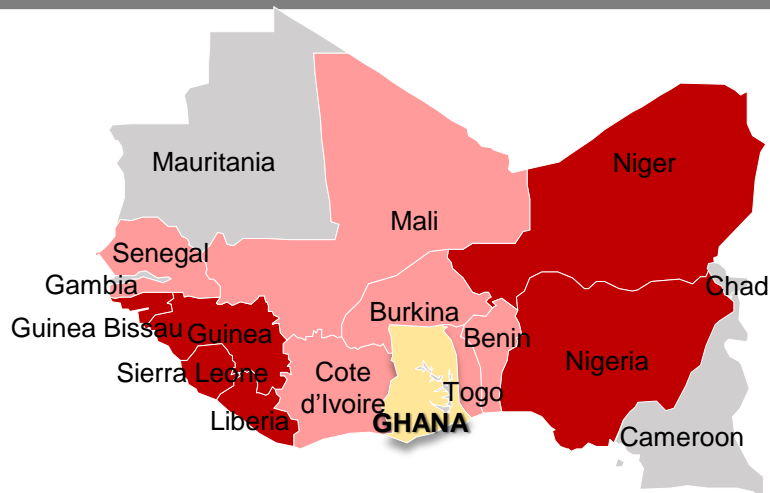 Mauritania
Niger
Mali
Senegal
Gambia
Chad
Guinea Bissau
Guinea
Burkina
Benin
Sierra Leone
Cote
d’Ivoire
Nigeria
Togo
Liberia
GHANA
Cameroon